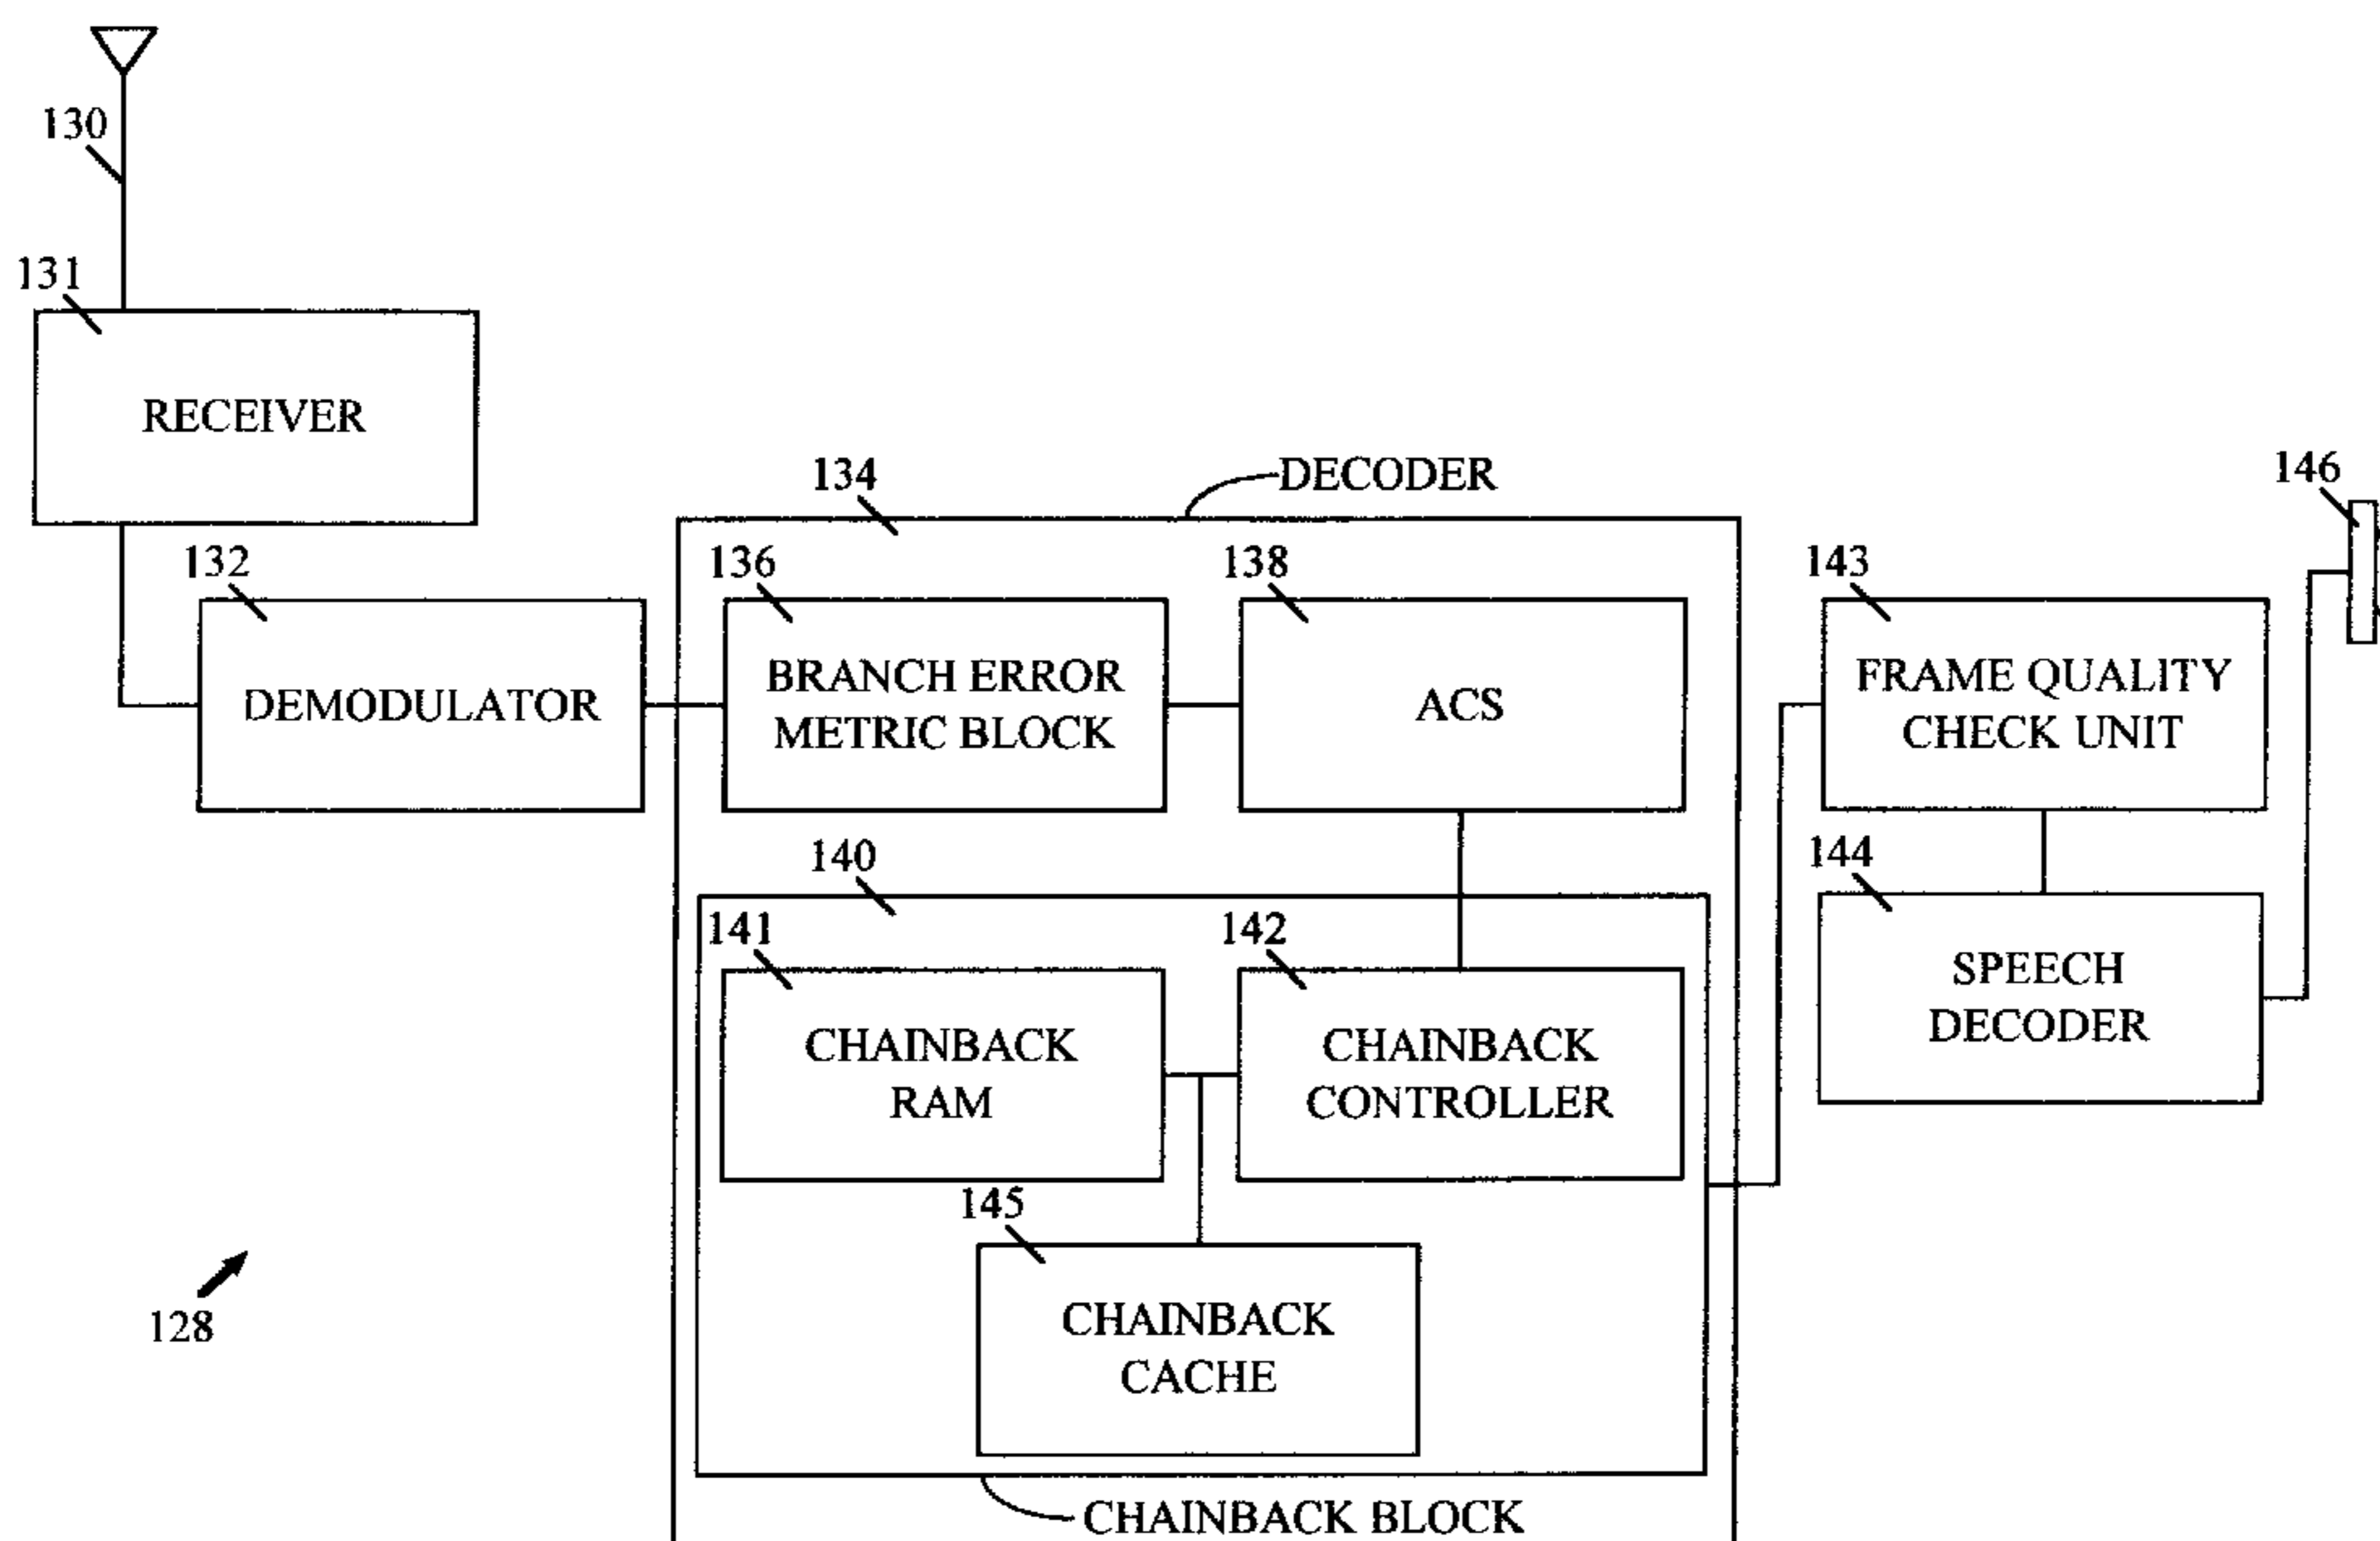 130
131
RECEIVER
134
DECODER
146
132
136
138
143
DEMODULATOR
BRANCH ERROR
METRIC BLOCK
ACS
FRAME QUALITY
CHECK UNIT
140
144
141
142
CHAINBACK
RAM
CHAINBACK
CONTROLLER
SPEECH
DECODER
145
CHAINBACK
CACHE
128
CHAINBACK BLOCK